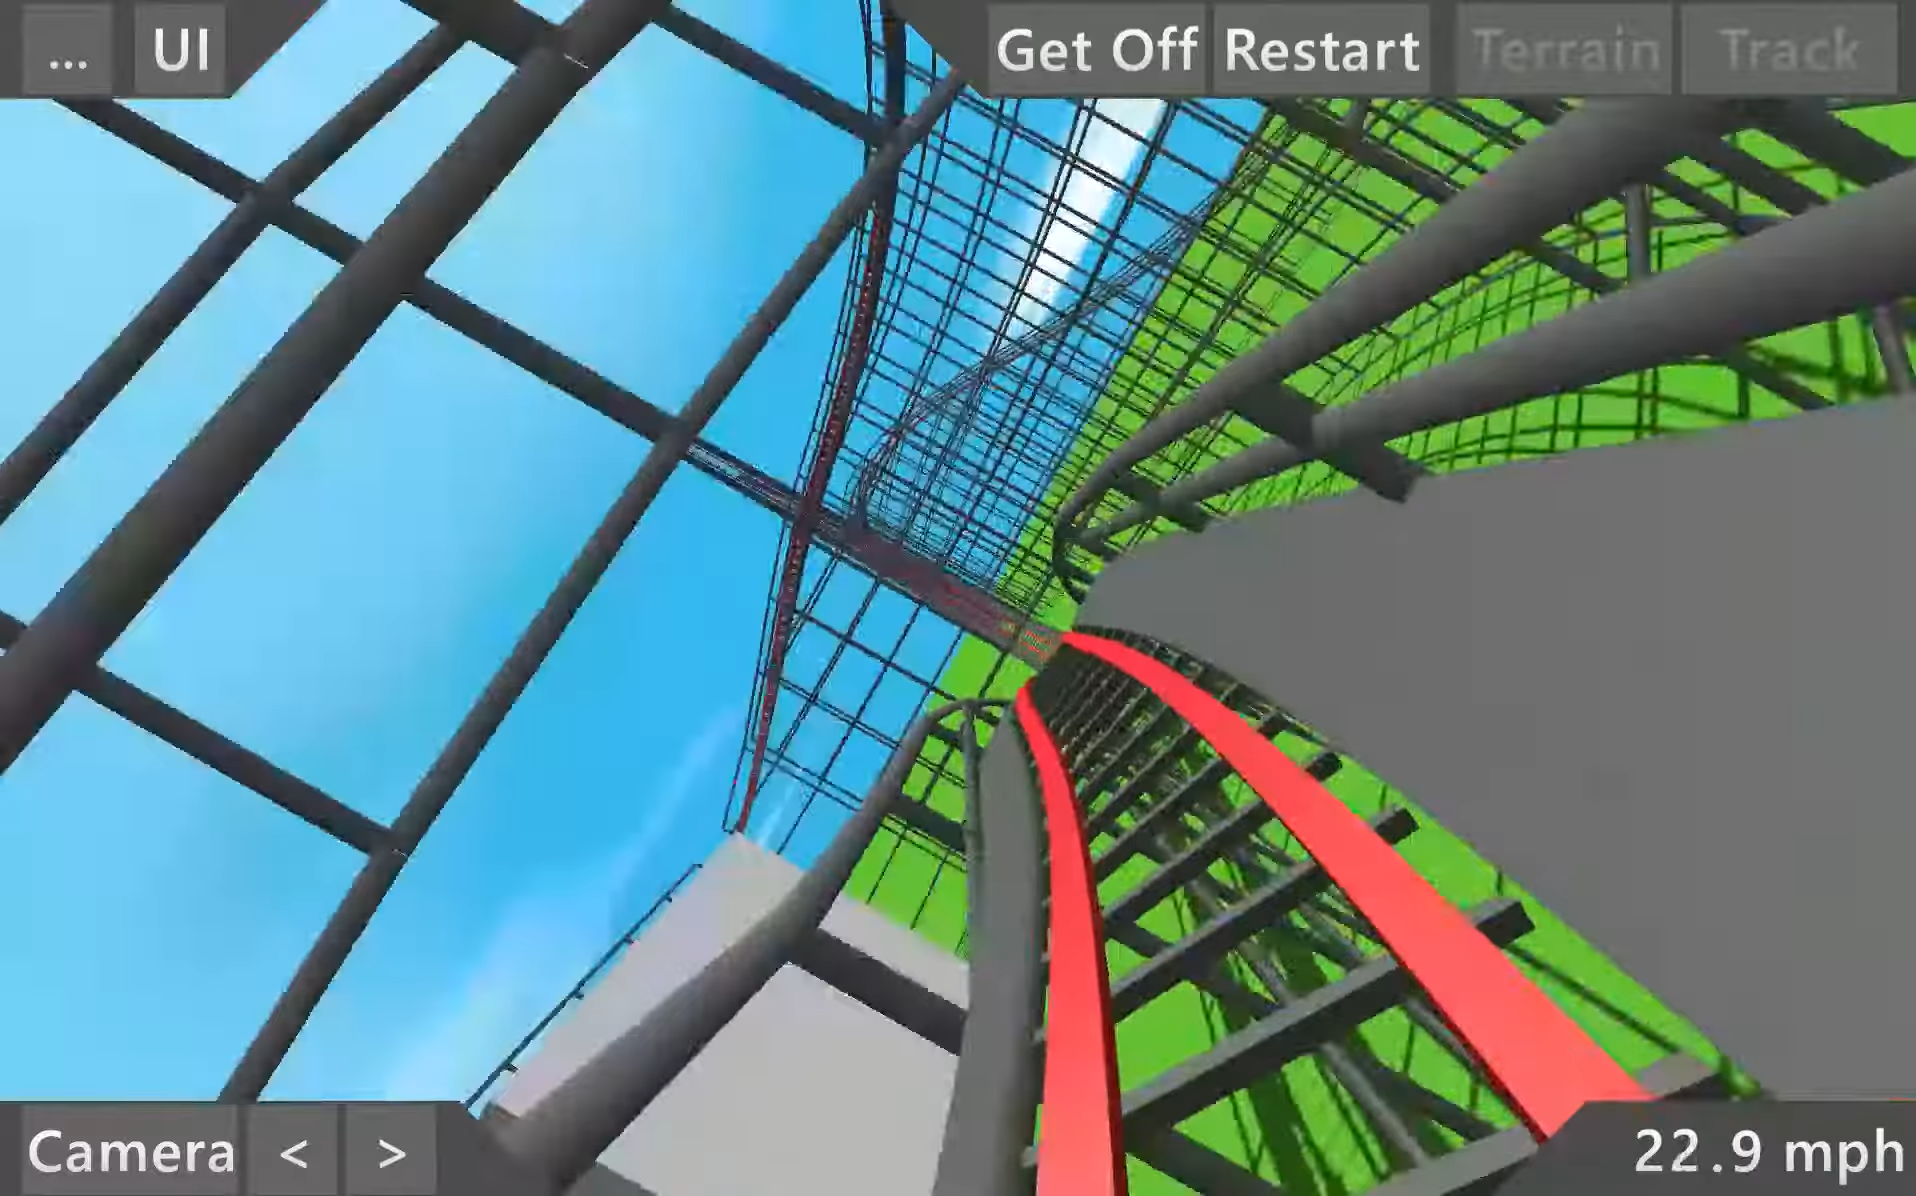 ... UI Get Off Restart Terrain Track
Camera < > 22.9 mph